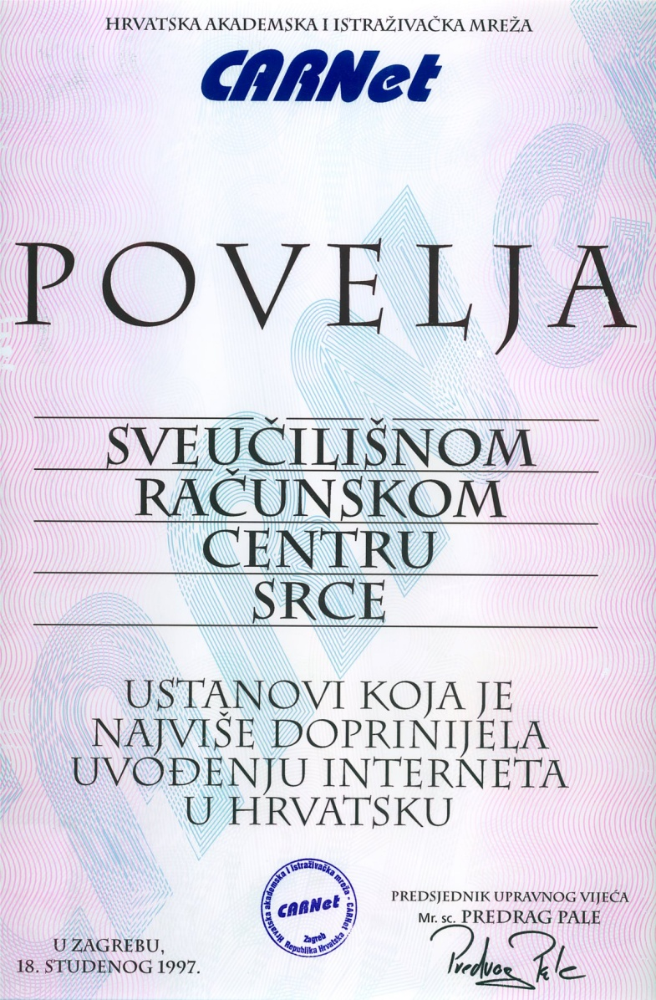 HRVATSKA AKADEMSKA I ISTRAŽIVAČKA MREŽA
CARNet
POVELJA
SVEUČILIŠNOM
RAČUNSKOM
CENTRU
SRCE
USTANOVI KOJA JE
NAJVIŠE DOPRINIJELA
UVOĐENJU INTERNETA
U HRVATSKU
Hrvatska akademska i istraživačka mreža - CARNet
CARNet
Zagreb
Republika Hrvatska
PREDSJEDNIK UPRAVNOG VIJEĆA
Mr. sc. PREDRAG PALE
Predrag Pale
U ZAGREBU,
18. STUDENOG 1997.